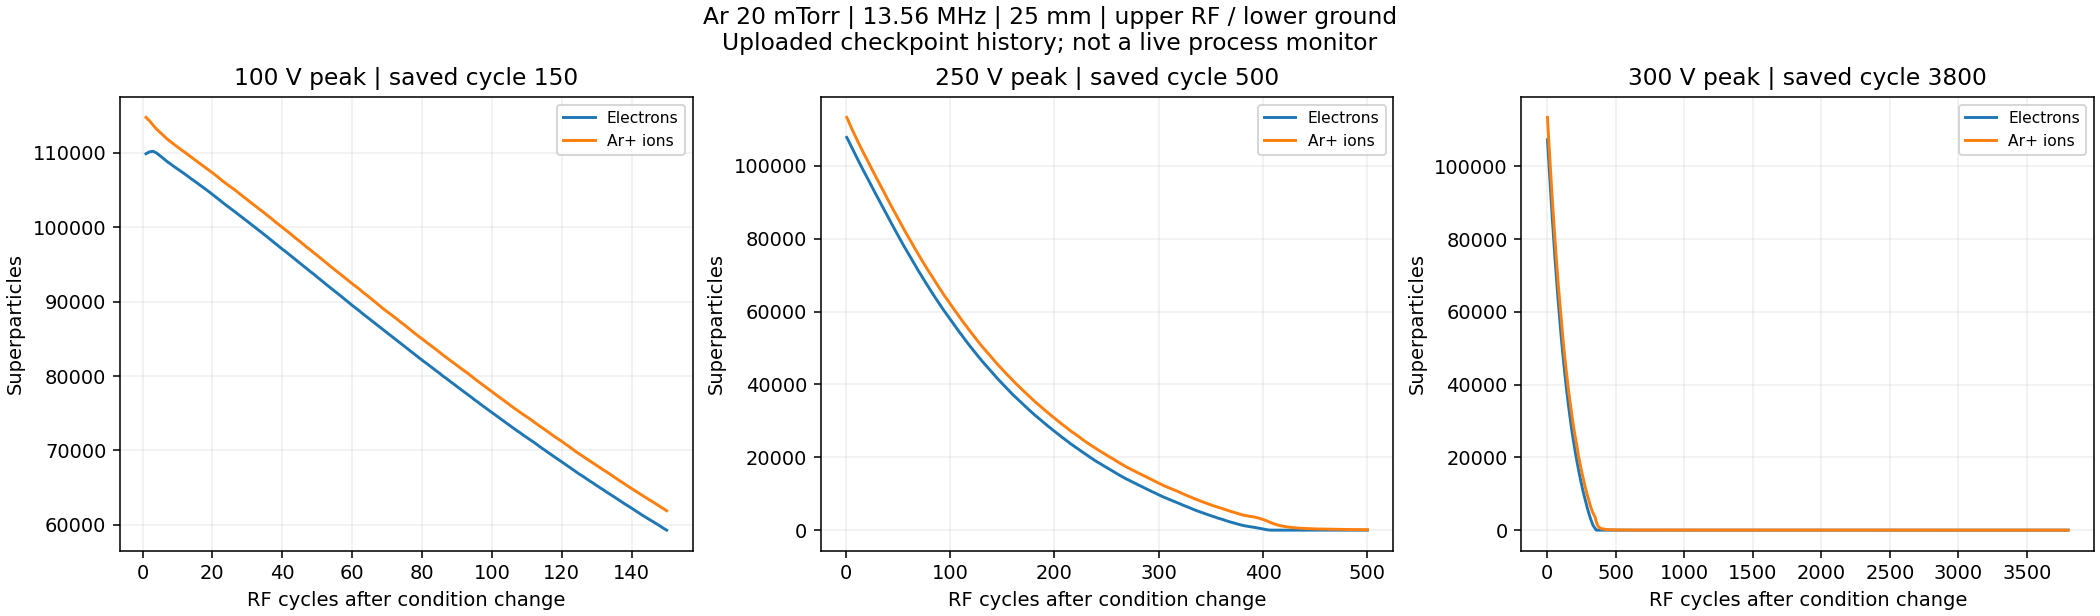 Ar 20 mTorr | 13.56 MHz | 25 mm | upper RF / lower ground
Uploaded checkpoint history; not a live process monitor
100 V peak | saved cycle 150
Electrons
Ar+ ions
Superparticles
110000
100000
90000
80000
70000
60000
0 20 40 60 80 100 120 140
RF cycles after condition change
250 V peak | saved cycle 500
Electrons
Ar+ ions
Superparticles
100000
80000
60000
40000
20000
0
0 100 200 300 400 500
RF cycles after condition change
300 V peak | saved cycle 3800
Electrons
Ar+ ions
Superparticles
100000
80000
60000
40000
20000
0
0 500 1000 1500 2000 2500 3000 3500
RF cycles after condition change